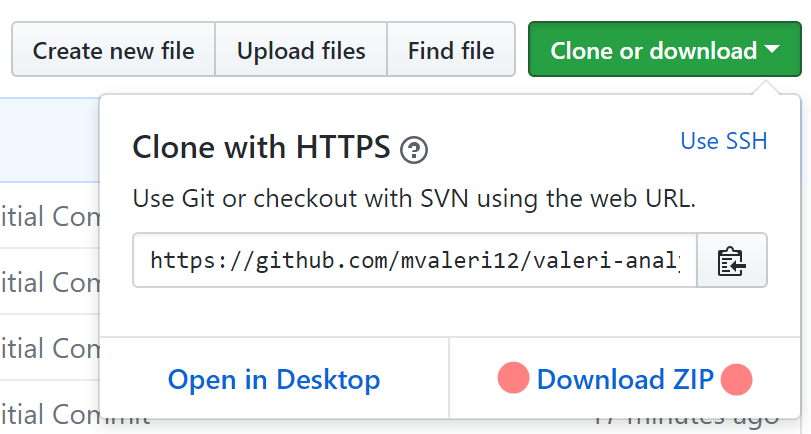 Create new file Upload files Find file Clone or download
Clone with HTTPS ?
Use SSH
Use Git or checkout with SVN using the web URL.
itial Com
https://github.com/mvaleri12/valeri-analy
itial Com
itial Com
Open in Desktop Download ZIP
itial Commit 17 minutes ago